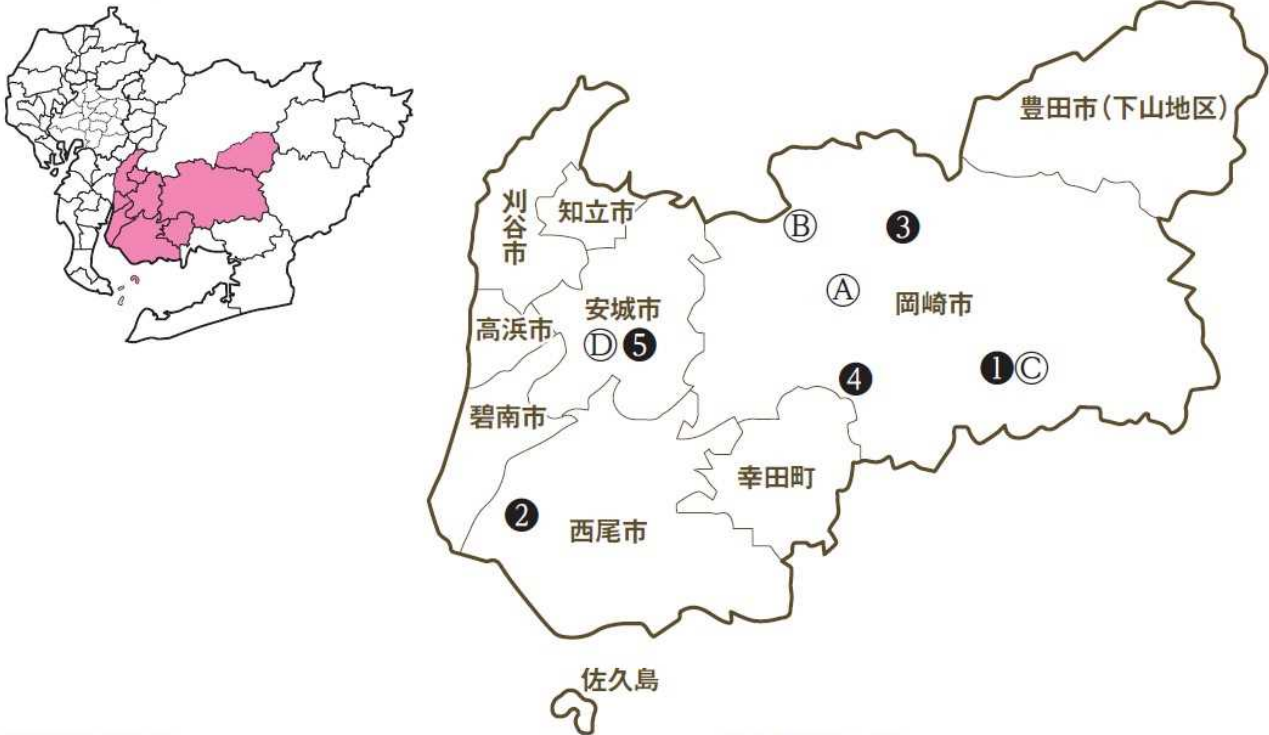 豊田市(下山地区)
刈谷市
知立市
Ⓑ
❸
Ⓐ
岡崎市
安城市
高浜市
Ⓓ❺
❹
❶Ⓒ
碧南市
幸田町
❷
西尾市
佐久島